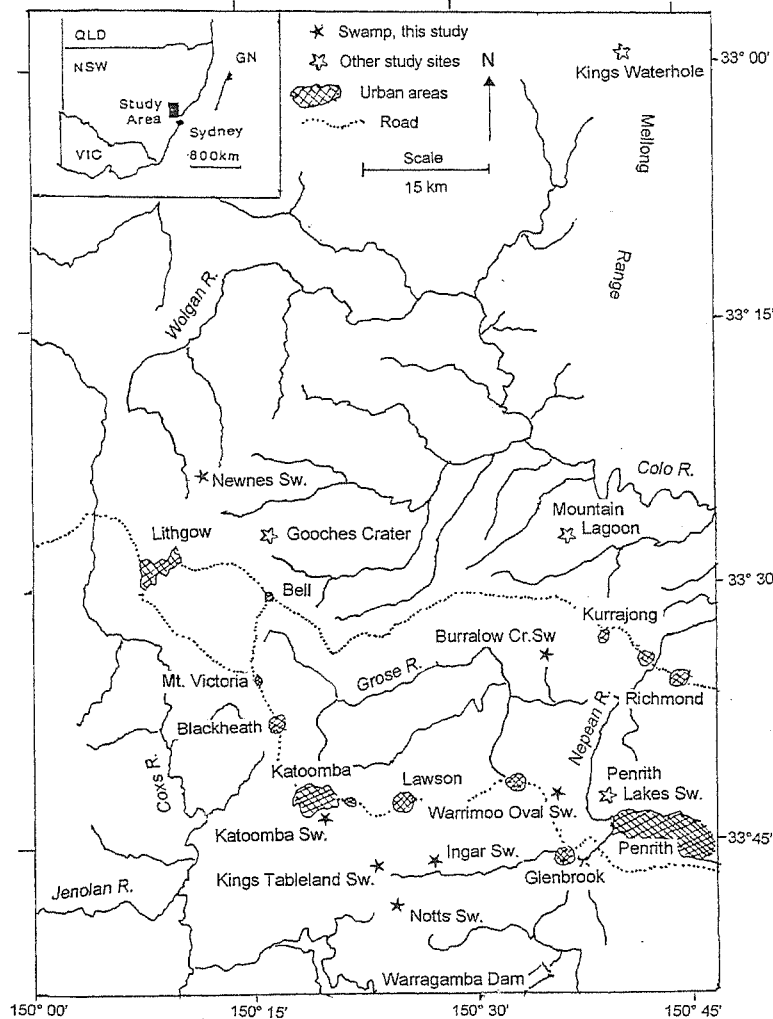 QLD
NSW
GN
Study
Area
Sydney
VIC
800km
Swamp, this study
Other study sites
Urban areas
Road
N
Scale
15 km
33° 00'
Kings Waterhole
Mellong
Range
Wolgan R.
33° 15'
Newnes Sw.
Colo R.
Mountain
Lagoon
Lithgow
Gooches Crater
33° 30
Bell
Kurrajong
Burralow Cr.Sw
Grose R.
Mt. Victoria
Richmond
Nepean R.
Blackheath
Coxs R.
Katoomba
Lawson
Penrith
Lakes Sw.
Warrimoo Oval Sw.
Katoomba Sw.
33° 45'
Penrith
Ingar Sw.
Kings Tableland Sw.
Glenbrook
Jenolan R.
Notts Sw.
Warragamba Dam
150° 00'
150° 15'
150° 30'
150° 45'